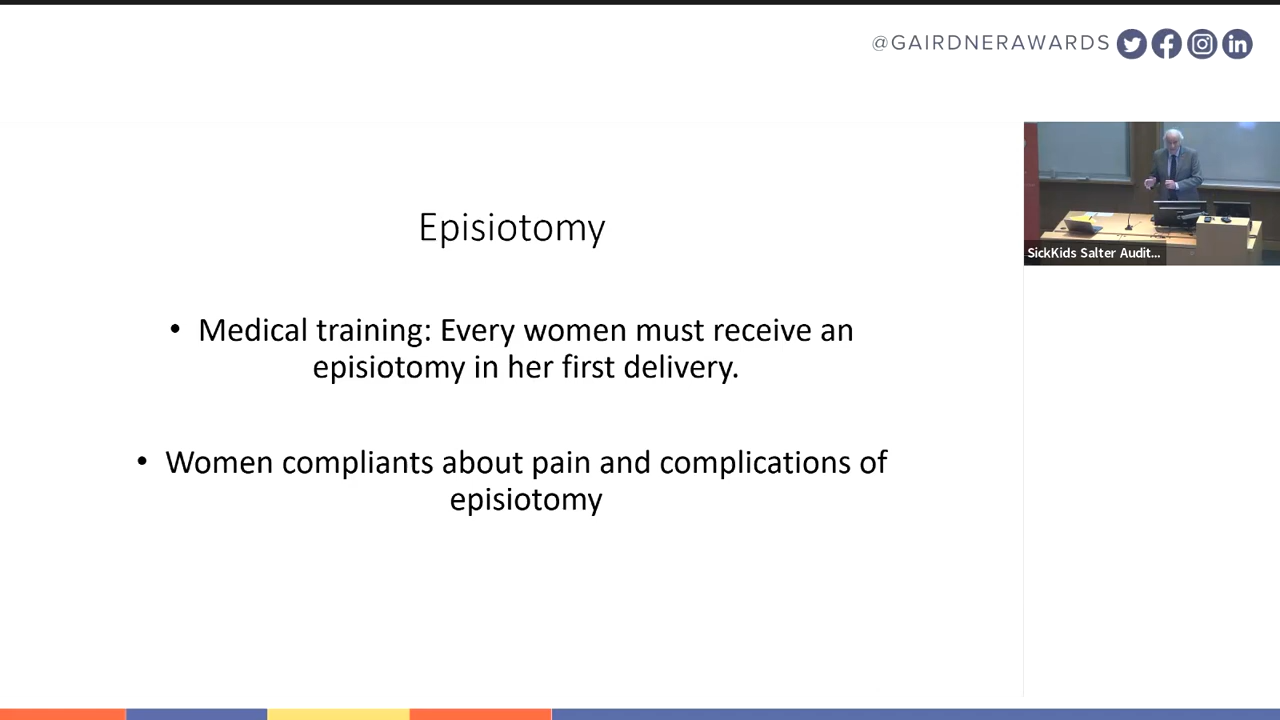 @GAIRDNERAWARDS
Episiotomy
• Medical training: Every women must receive an
episiotomy in her first delivery.
• Women compliants about pain and complications of
episiotomy
SickKids Salter Audit...